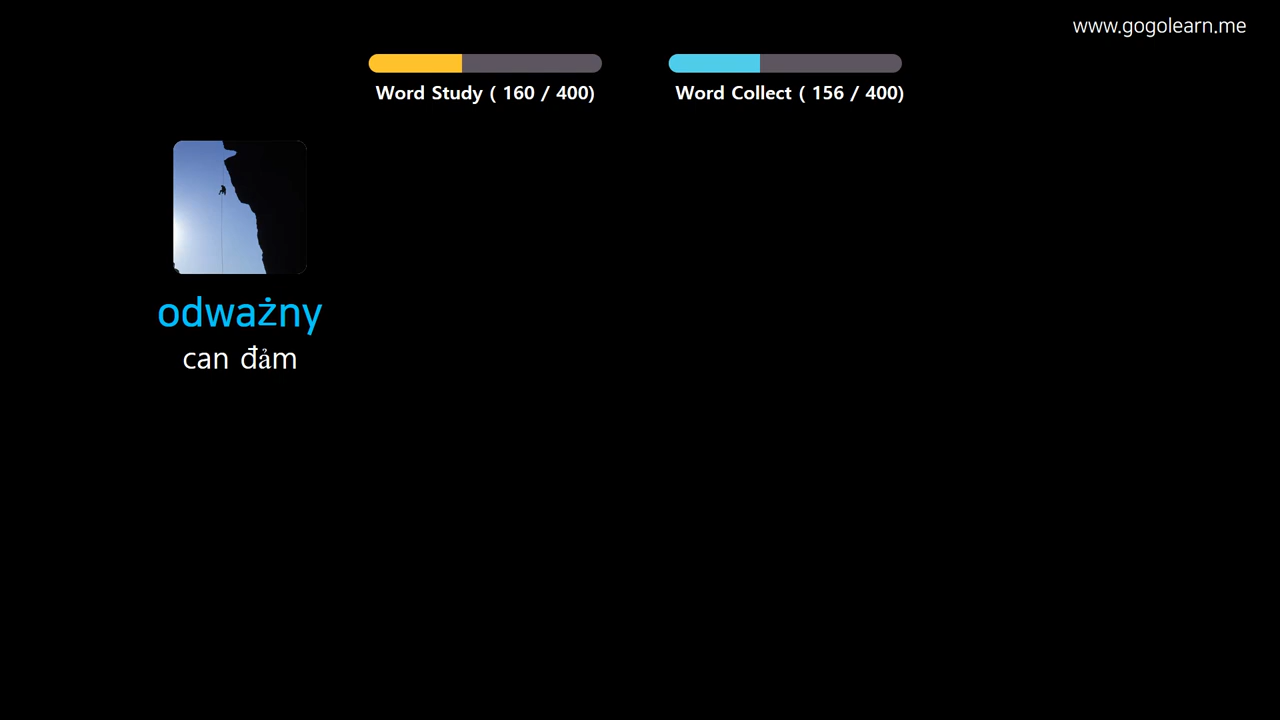 www.gogolearn.me
Word Study ( 160 / 400)
Word Collect ( 156 / 400)
odważny
can đảm